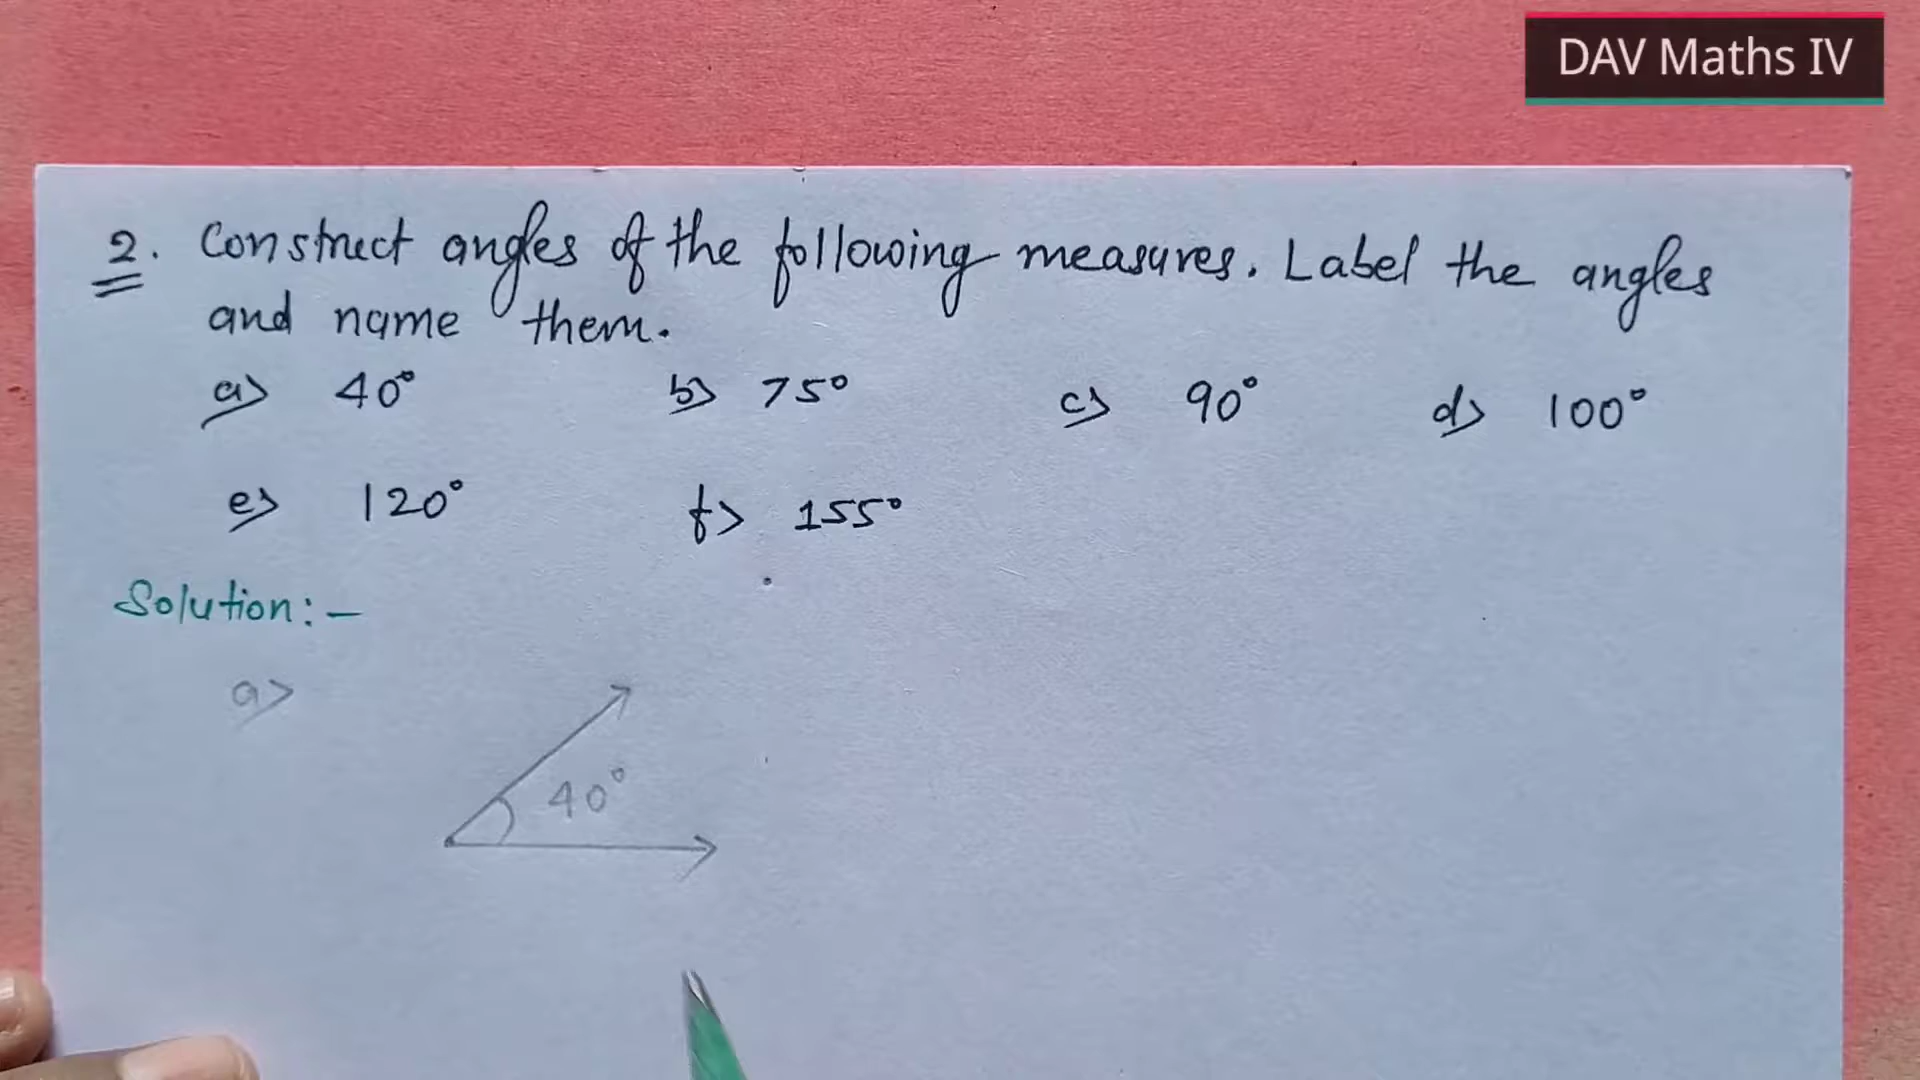 DAV Maths IV
2. Construct angles of the following measures. Label the angles
and name them.
a> 40° b> 75° c> 90° d> 100°
e> 120° f> 155°
Solution:-
a>
40°